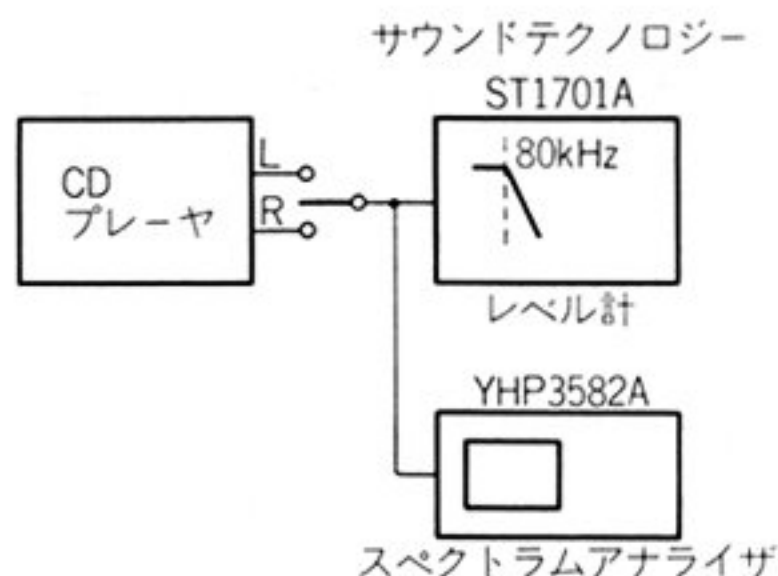 サウンドテクノロジー
ST1701A
CD
プレーヤ
L
R
80kHz
レベル計
YHP3582A
スペクトラムアナライザ